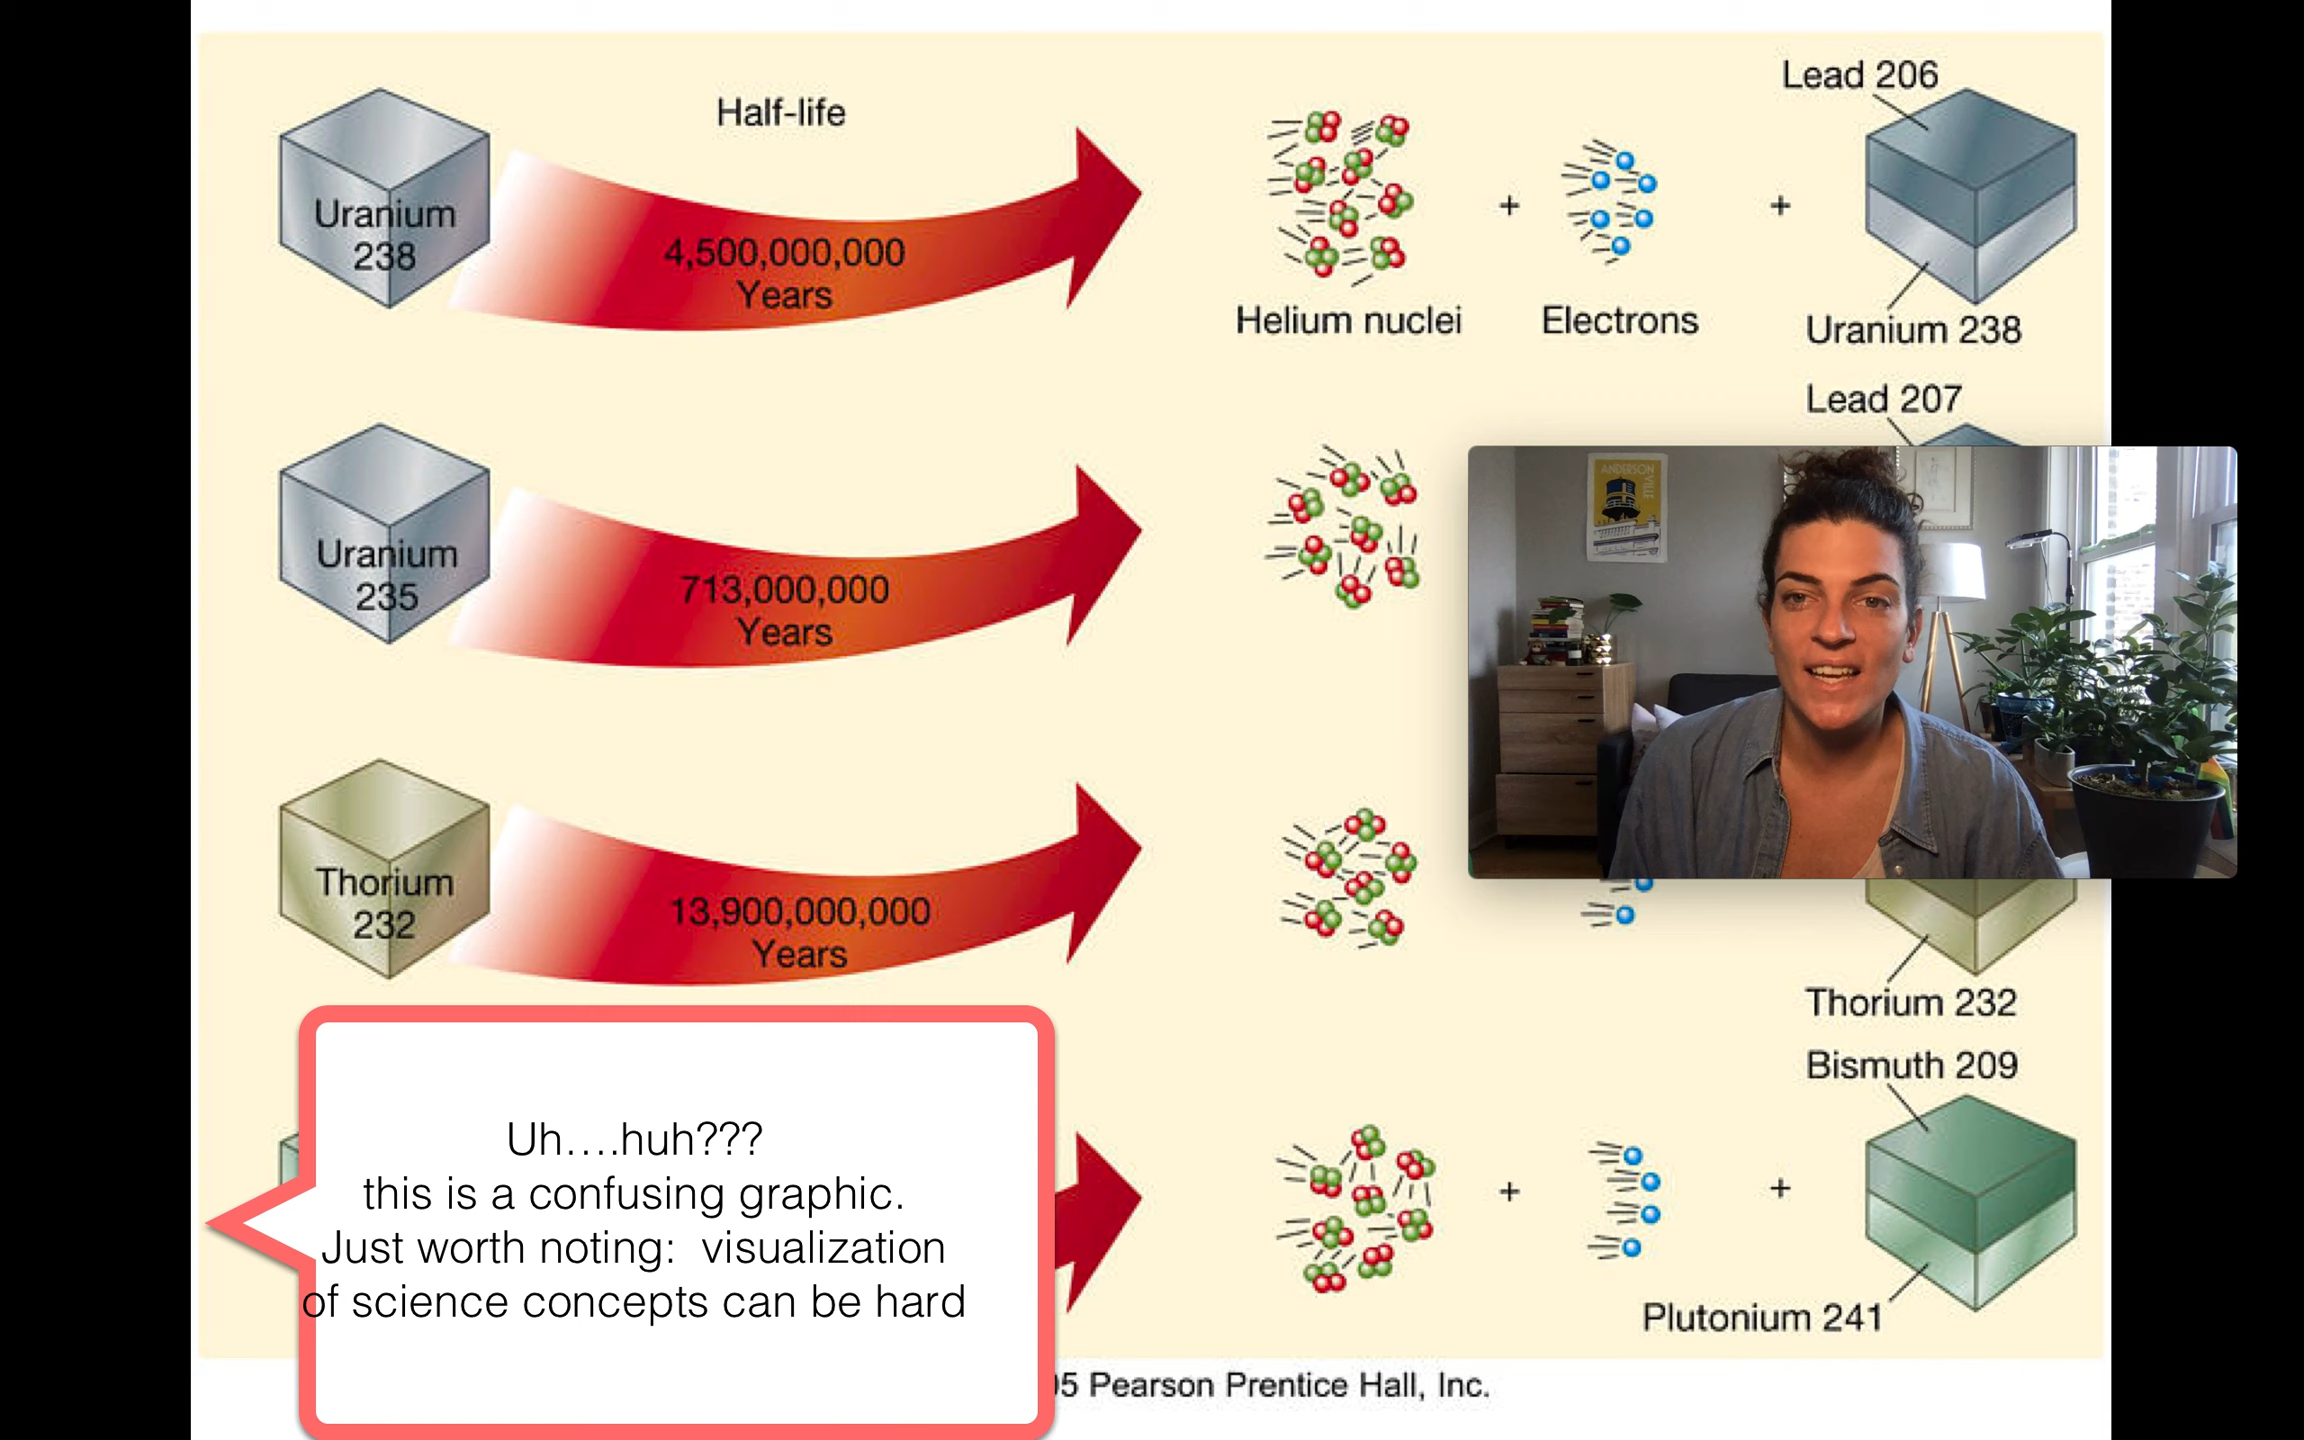 Half-life
Uranium
238
4,500,000,000
Years
Helium nuclei
+
Electrons
+
Lead 206
Uranium 238
Uranium
235
713,000,000
Years
Lead 207
ANDERSON
VILLE
Thorium
232
13,900,000,000
Years
Thorium 232
Uh....huh???
this is a confusing graphic.
Just worth noting:  visualization
of science concepts can be hard
+
+
Bismuth 209
Plutonium 241
05 Pearson Prentice Hall, Inc.